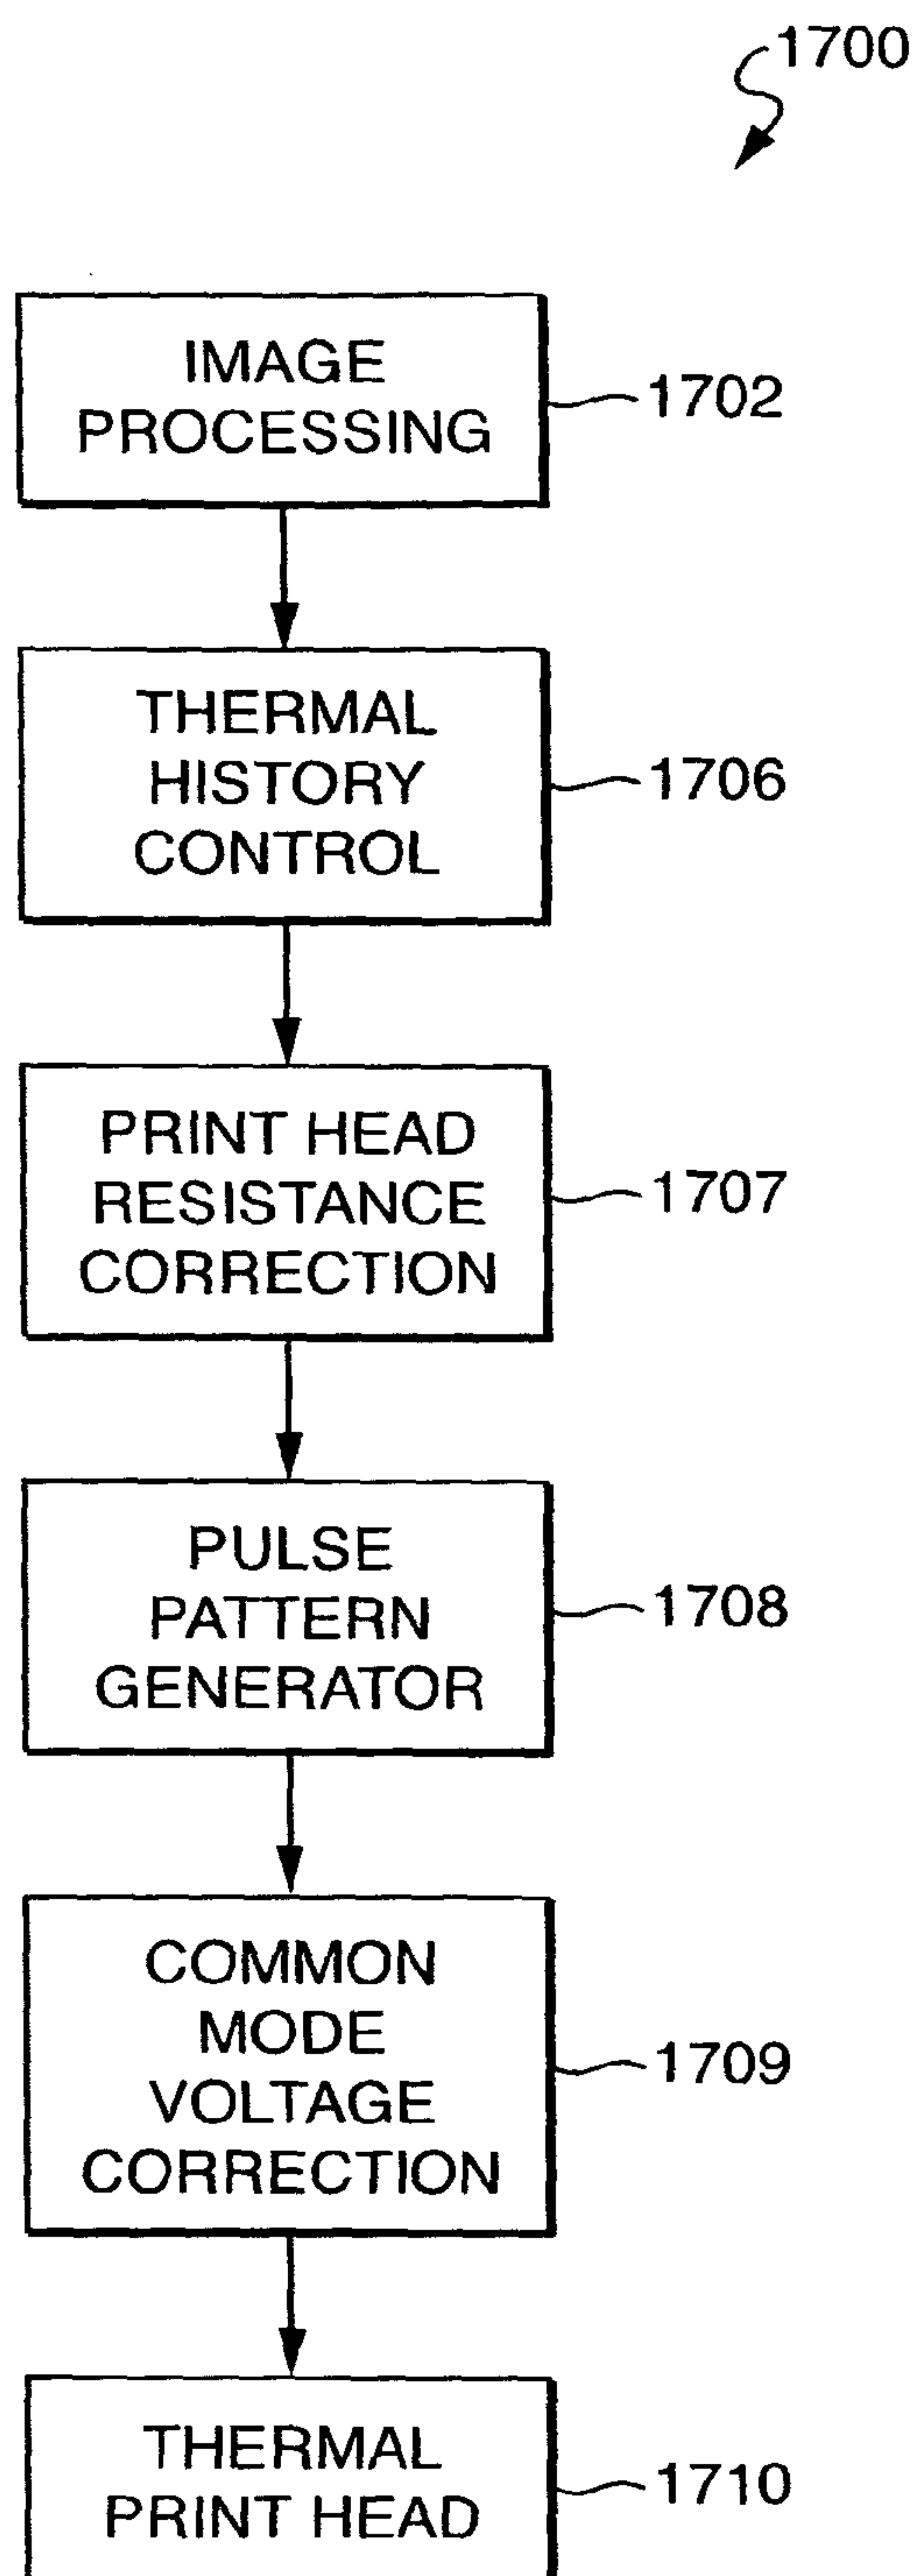 1700
IMAGE
PROCESSING
1702
THERMAL
HISTORY
CONTROL
1706
PRINT HEAD
RESISTANCE
CORRECTION
1707
PULSE
PATTERN
GENERATOR
1708
COMMON
MODE
VOLTAGE
CORRECTION
1709
THERMAL
PRINT HEAD
1710